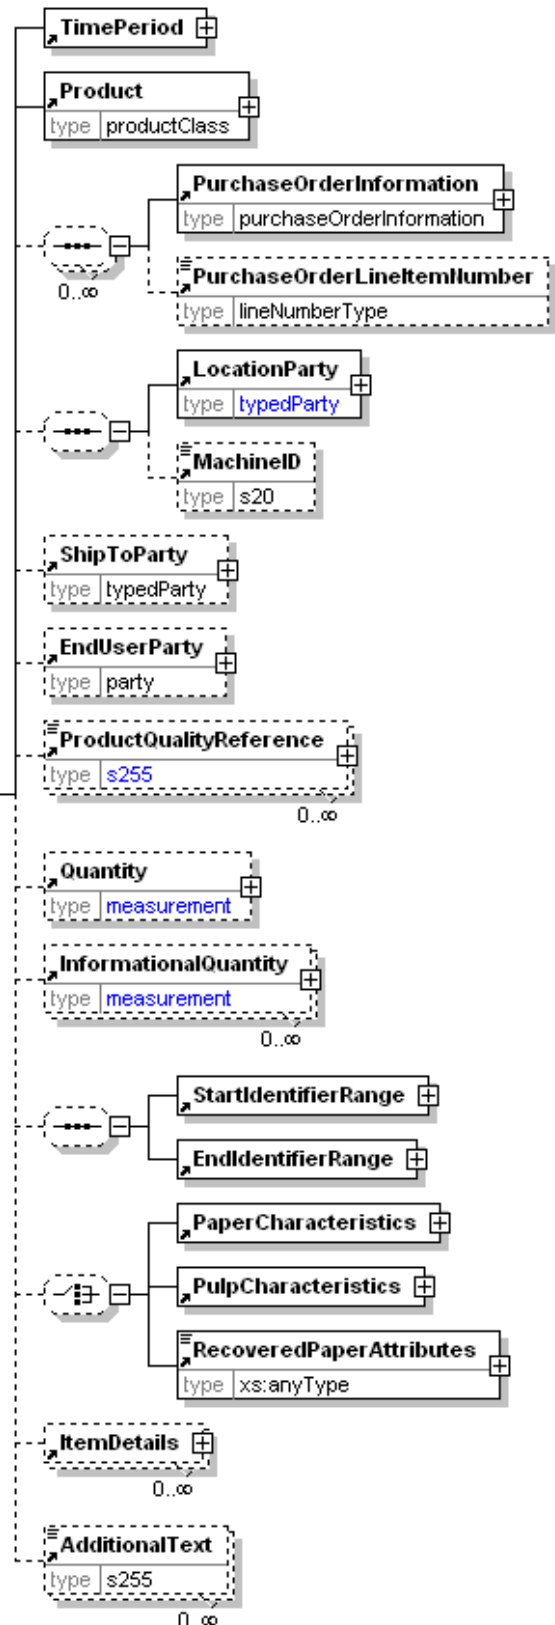 TimePeriod
Product
type productClass
PurchaseOrderInformation
type purchaseOrderInformation
0..∞
PurchaseOrderLineItemNumber
type lineNumberType
LocationParty
type typedParty
MachineID
type s20
ShipToParty
type typedParty
EndUserParty
type party
ProductQualityReference
type s255
0..∞
Quantity
type measurement
InformationalQuantity
type measurement
0..∞
StartIdentifierRange
EndIdentifierRange
PaperCharacteristics
PulpCharacteristics
RecoveredPaperAttributes
type xs:anyType
ItemDetails
0..∞
AdditionalText
type s255
0..∞